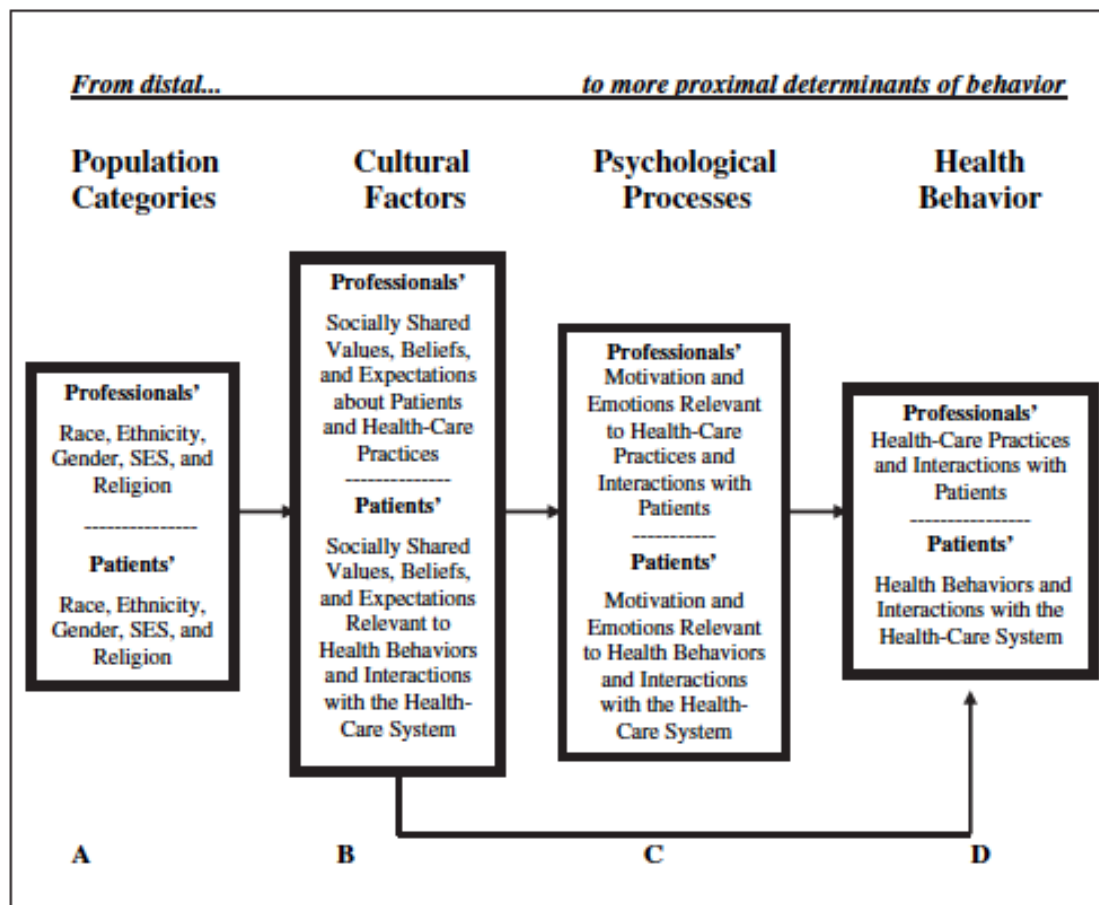 From distal... to more proximal determinants of behavior
Population
Categories
Cultural
Factors
Psychological
Processes
Health
Behavior
Professionals'
Race, Ethnicity,
Gender, SES, and
Religion
---------------
Patients'
Race, Ethnicity,
Gender, SES, and
Religion
Professionals'
Socially Shared
Values, Beliefs,
and Expectations
about Patients
and Health-Care
Practices
--------------
Patients'
Socially Shared
Values, Beliefs,
and Expectations
Relevant to
Health Behaviors
and Interactions
with the Health-
Care System
Professionals'
Motivation and
Emotions Relevant
to Health-Care
Practices and
Interactions with
Patients
-----------
Patients'
Motivation and
Emotions Relevant
to Health Behaviors
and Interactions
with the Health-
Care System
Professionals'
Health-Care Practices
and Interactions with
Patients
----------------
Patients'
Health Behaviors and
Interactions with the
Health-Care System
A B C D